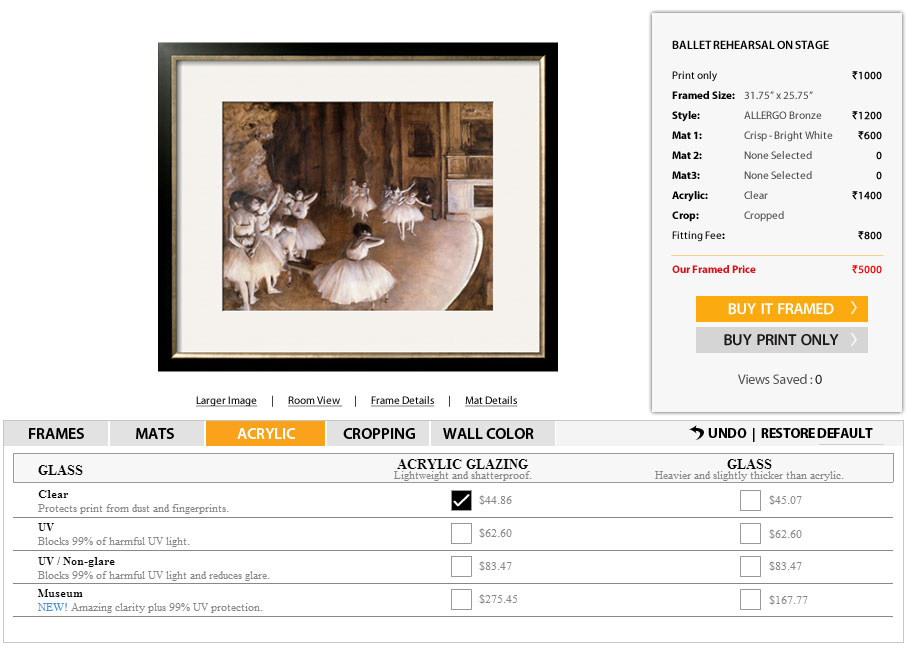 BALLET REHEARSAL ON STAGE
Print only ₹1000
Framed Size: 31.75" x 25.75"
Style: ALLERGO Bronze ₹1200
Mat 1: Crisp - Bright White ₹600
Mat 2: None Selected 0
Mat3: None Selected 0
Acrylic: Clear ₹1400
Crop: Cropped
Fitting Fee: ₹800
Our Framed Price ₹5000
BUY IT FRAMED
BUY PRINT ONLY
Views Saved : 0
Larger Image | Room View | Frame Details | Mat Details
FRAMES MATS ACRYLIC CROPPING WALL COLOR UNDO | RESTORE DEFAULT
GLASS ACRYLIC GLAZING GLASS
Lightweight and shatterproof. Heavier and slightly thicker than acrylic.
Clear
Protects print from dust and fingerprints. $44.86 $45.07
UV
Blocks 99% of harmful UV light. $62.60 $62.60
UV / Non-glare
Blocks 99% of harmful UV light and reduces glare. $83.47 $83.47
Museum
NEW! Amazing clarity plus 99% UV protection. $275.45 $167.77